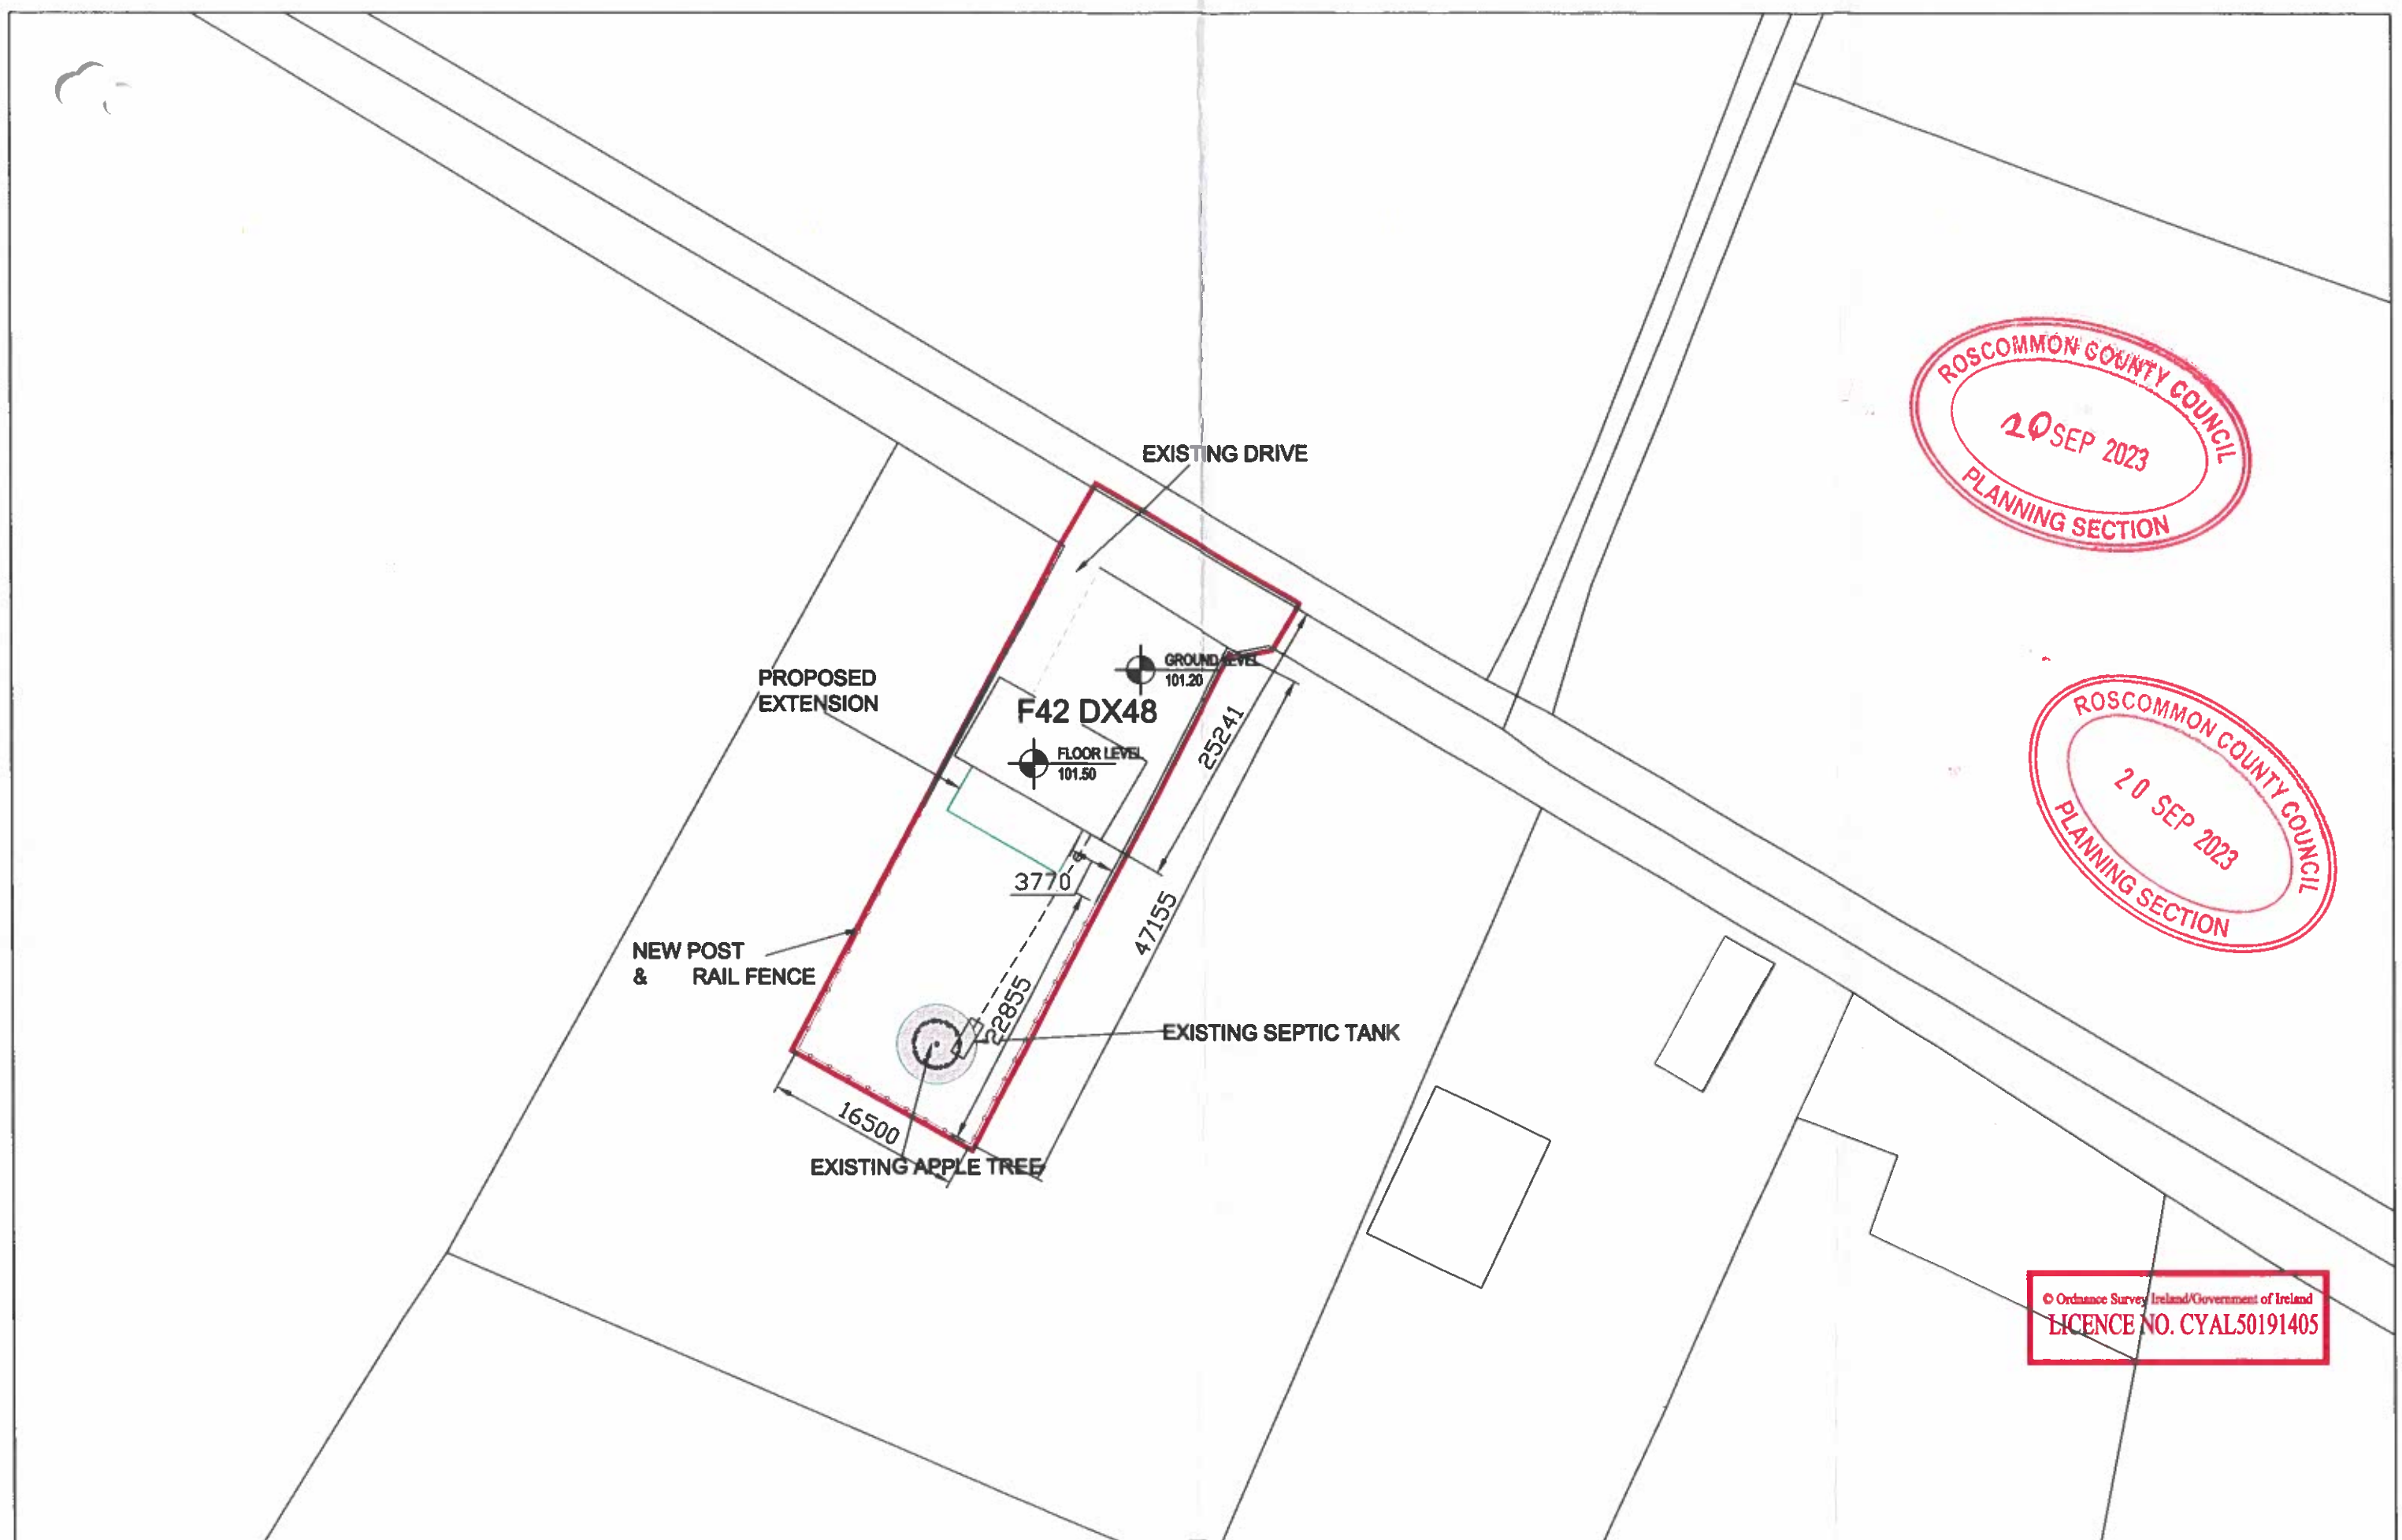 EXISTING DRIVE
ROSCOMMON COUNTY COUNCIL
20 SEP 2023
PLANNING SECTION
GROUND LEVEL
101.20
PROPOSED
EXTENSION
F42 DX48
FLOOR LEVEL
101.50
25241
ROSCOMMON COUNTY COUNCIL
20 SEP 2023
PLANNING SECTION
3770
47155
NEW POST
& RAIL FENCE
22855
EXISTING SEPTIC TANK
16500
EXISTING APPLE TREE
© Ordnance Survey Ireland/Government of Ireland
LICENCE NO. CYAL50191405